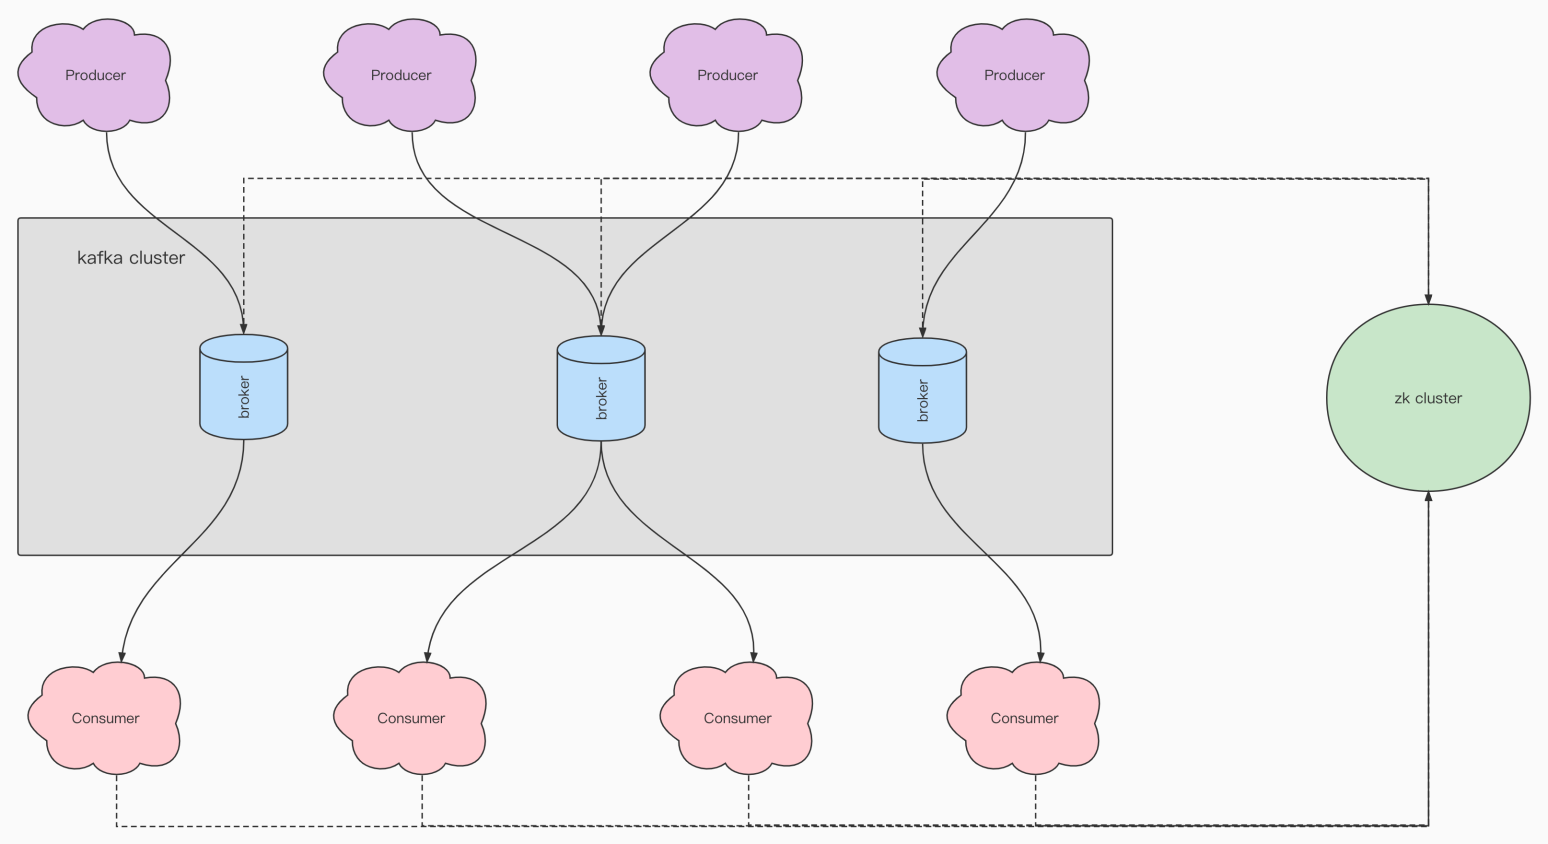 Producer
Producer
Producer
Producer
kafka cluster
broker
broker
broker
zk cluster
Consumer
Consumer
Consumer
Consumer